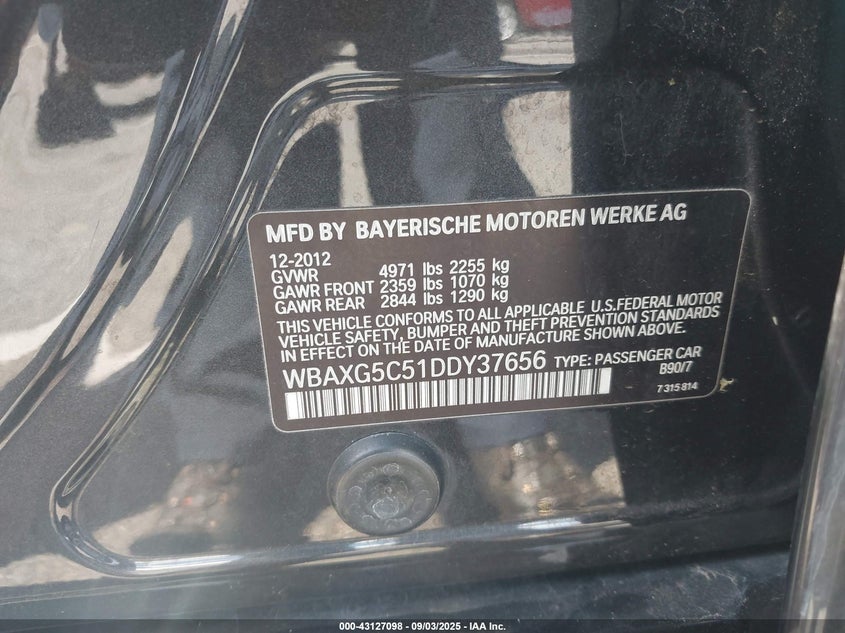 MFD BY BAYERISCHE MOTOREN WERKE AG
12-2012
GVWR 4971 lbs 2255 kg
GAWR FRONT 2359 lbs 1070 kg
GAWR REAR 2844 lbs 1290 kg
THIS VEHICLE CONFORMS TO ALL APPLICABLE U.S.FEDERAL MOTOR
VEHICLE SAFETY, BUMPER AND THEFT PREVENTION STANDARDS
IN EFFECT ON THE DATE OF MANUFACTURE SHOWN ABOVE.
WBAXG5C51DDY37656 TYPE: PASSENGER CAR
B90/7
7315814
000-43127098 - 09/03/2025 - IAA Inc.